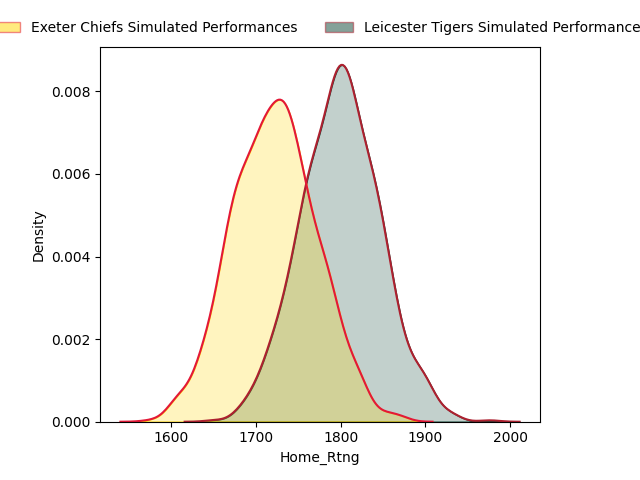 Exeter Chiefs Simulated Performances Leicester Tigers Simulated Performance
0.008
0.006
0.004
0.002
0.000
Density
1600 1700 1800 1900 2000
Home_Rtng